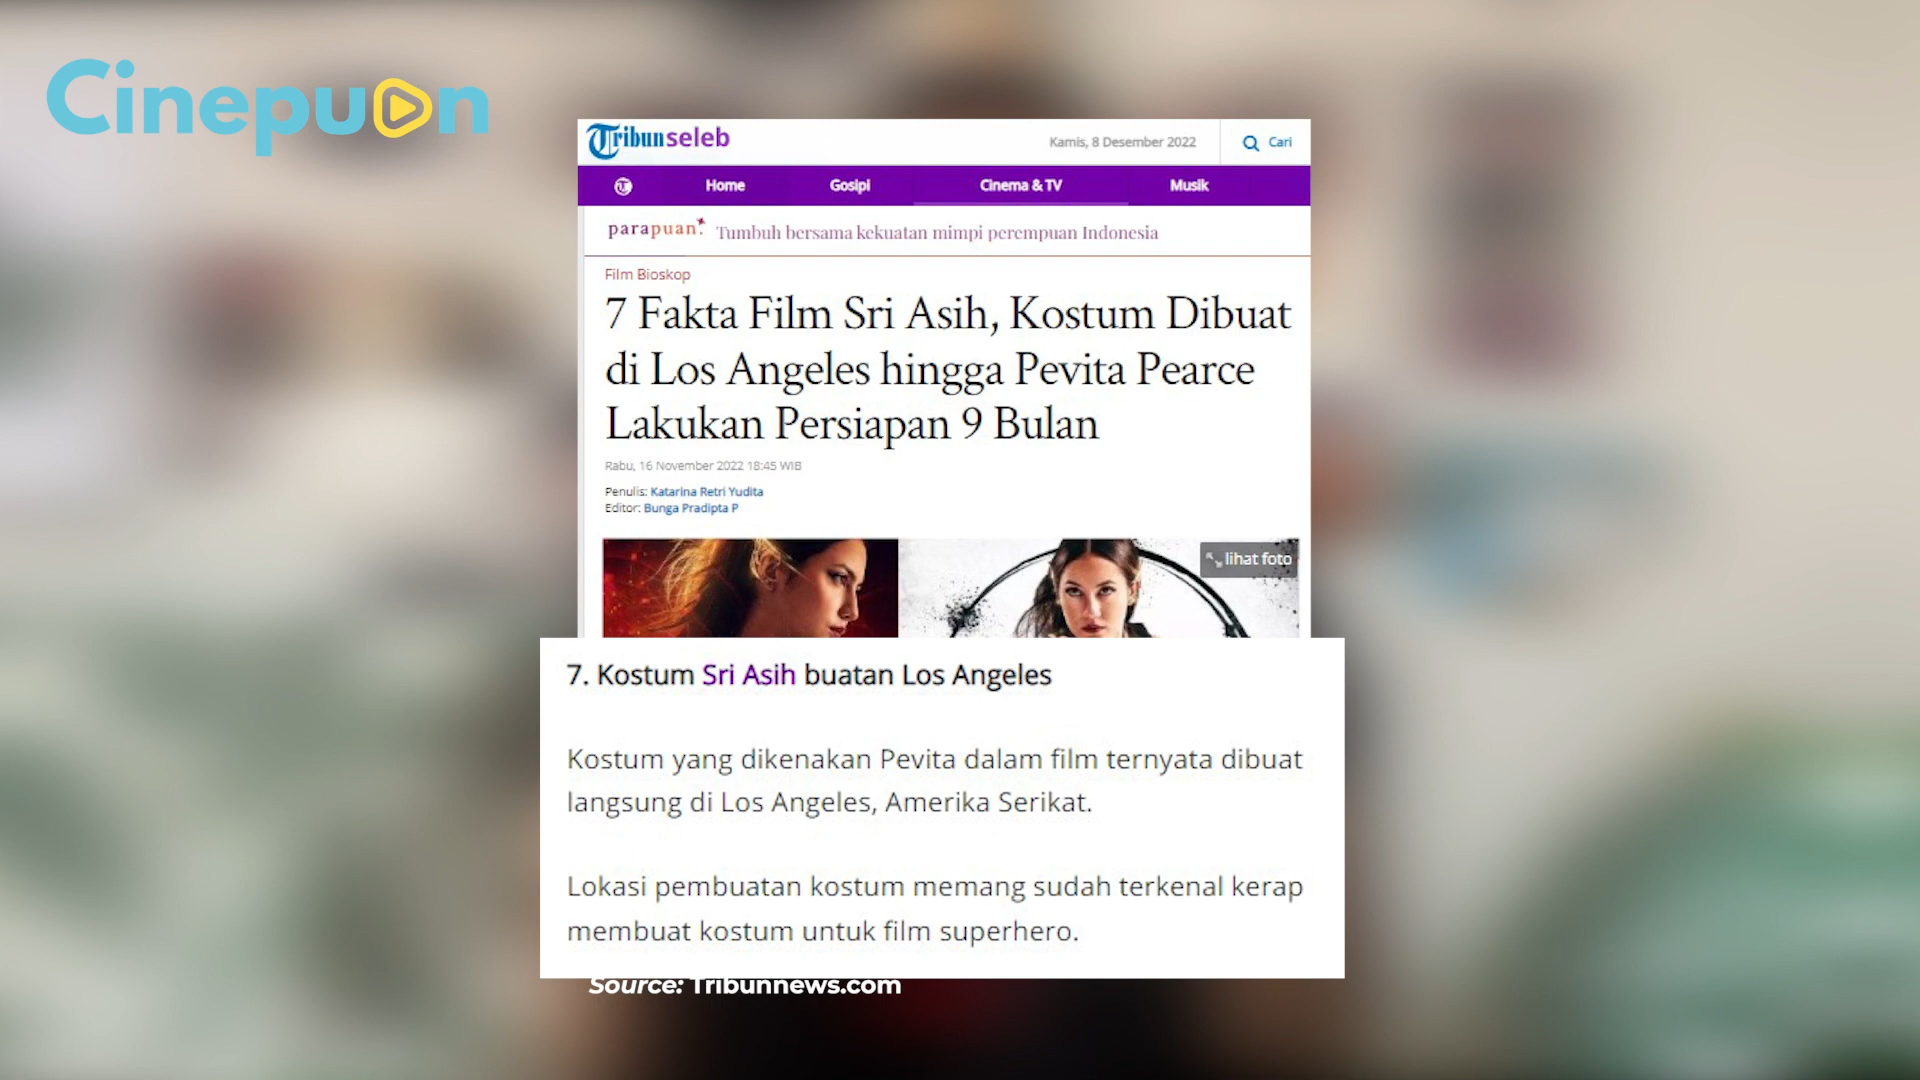 Cinepuan
Tribunseleb
Kamis, 8 Desember 2022
Cari
Home
Gosipi
Cinema & TV
Musik
parapuan.
Tumbuh bersama kekuatan mimpi perempuan Indonesia
Film Bioskop
7 Fakta Film Sri Asih, Kostum Dibuat
di Los Angeles hingga Pevita Pearce
Lakukan Persiapan 9 Bulan
Rabu, 16 November 2022 18:45 WIB
Penulis: Katarina Retri Yudita
Editor: Bunga Pradipta P
lihat foto
7. Kostum Sri Asih buatan Los Angeles
Kostum yang dikenakan Pevita dalam film ternyata dibuat
langsung di Los Angeles, Amerika Serikat.
Lokasi pembuatan kostum memang sudah terkenal kerap
membuat kostum untuk film superhero.
Source: Tribunnews.com